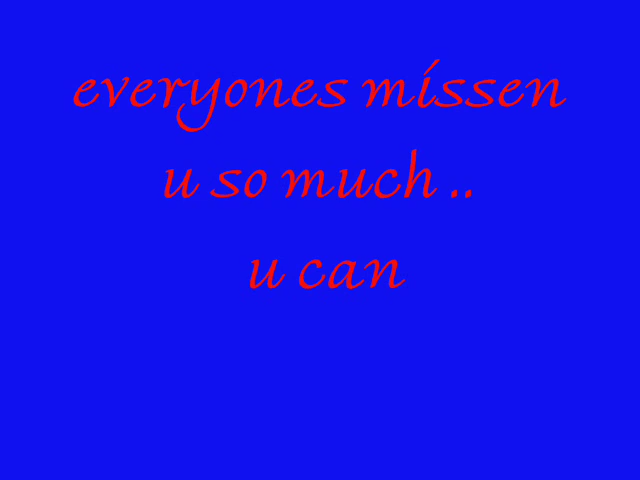 everyones missen
u so much ..
u can